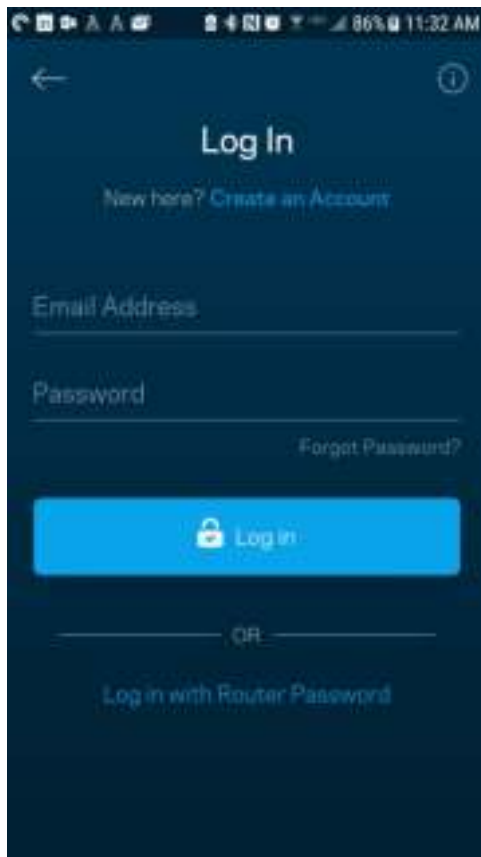 86% 11:32 AM
Log In
New here? Create an Account
Email Address
Password
Forgot Password?
Log in
OR
Log in with Router Password